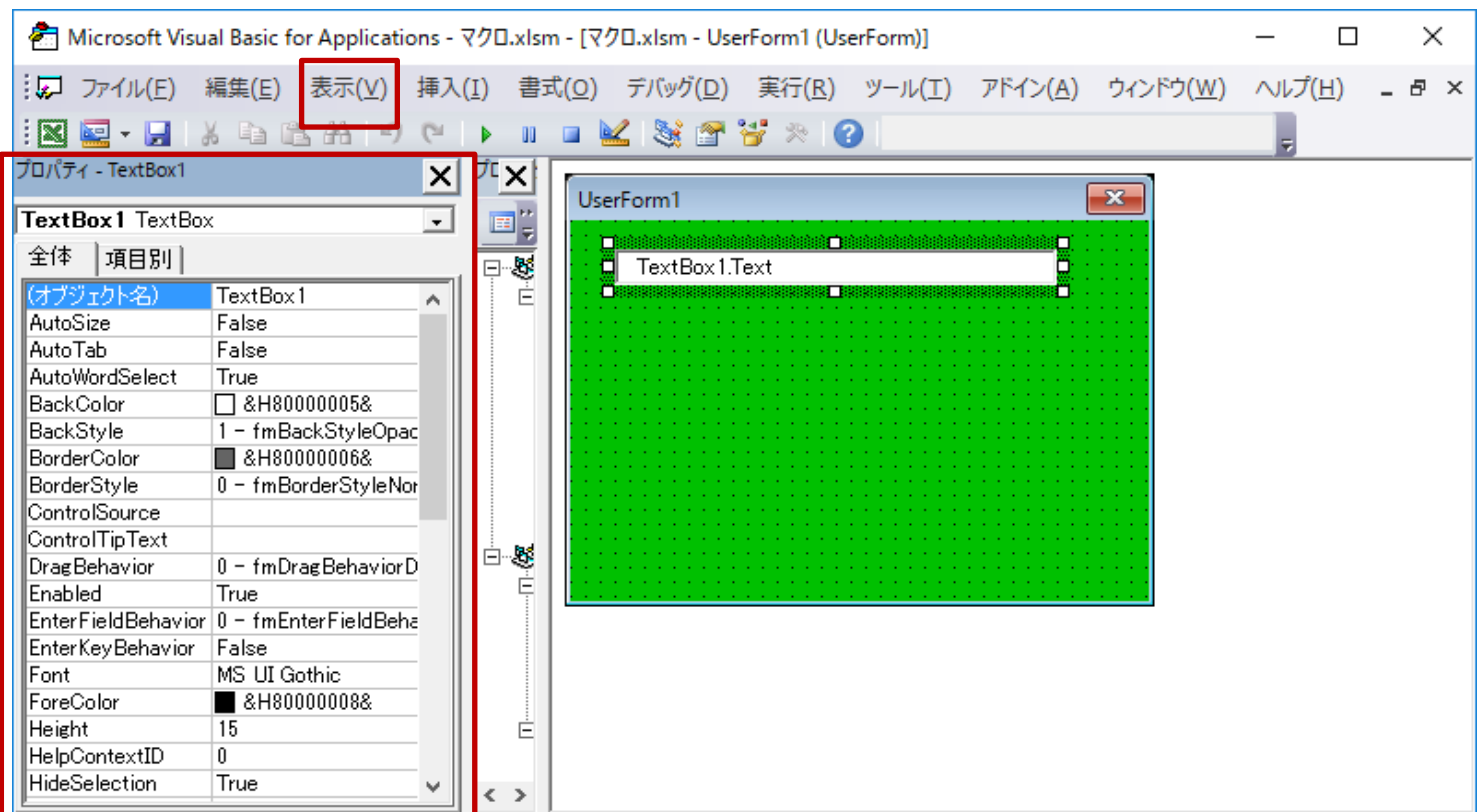 Microsoft Visual Basic for Applications - マクロ.xlsm - [マクロ.xlsm - UserForm1 (UserForm)]
ファイル(F) 編集(E) 表示(V) 挿入(I) 書式(O) デバッグ(D) 実行(R) ツール(T) アドイン(A) ウィンドウ(W) ヘルプ(H)
プロパティ - TextBox1
TextBox1 TextBox
全体 項目別
(オブジェクト名) TextBox1
AutoSize False
AutoTab False
AutoWordSelect True
BackColor &H80000005&
BackStyle 1 - fmBackStyleOpac
BorderColor &H80000006&
BorderStyle 0 - fmBorderStyleNor
ControlSource
ControlTipText
DragBehavior 0 - fmDragBehaviorD
Enabled True
EnterFieldBehavior 0 - fmEnterFieldBeha
EnterKeyBehavior False
Font MS UI Gothic
ForeColor &H80000008&
Height 15
HelpContextID 0
HideSelection True
UserForm1
TextBox1.Text